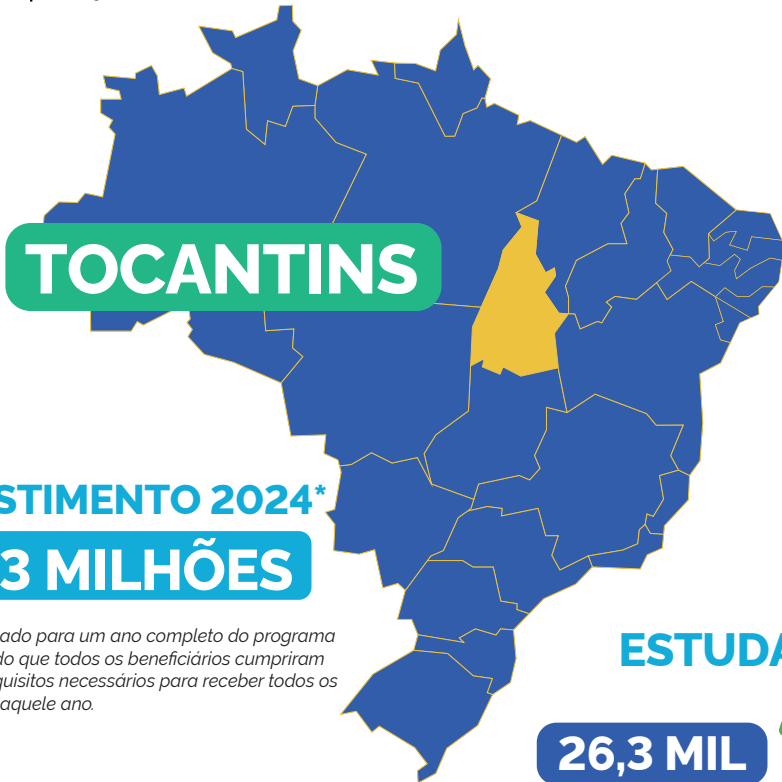 TOCANTINS
STIMENTO 2024*
3 MILHÕES
ado para um ano completo do programa
do que todos os beneficiários cumpriram
quisitos necessários para receber todos os
aquele ano.
ESTUDA
26,3 MIL